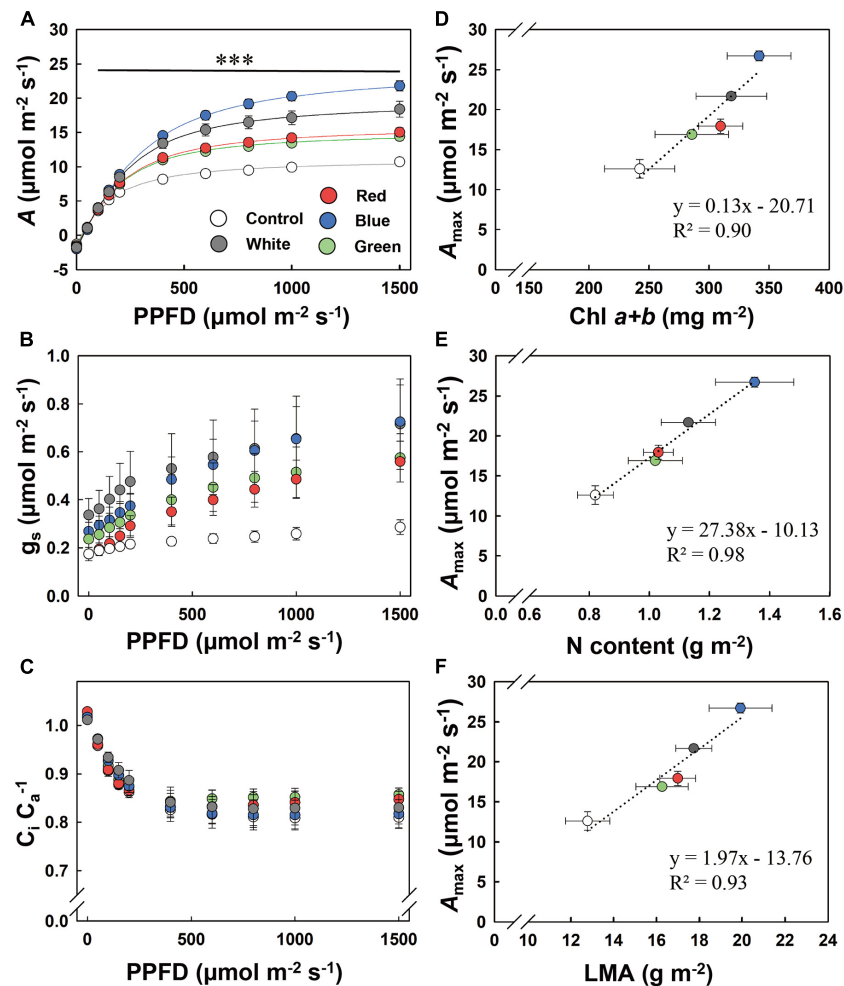 A
30
25
20
15
10
5
0
-5
A (µmol m-2 s-1)
***
Control
White
Red
Blue
Green
0 500 1000 1500
PPFD (µmol m-2 s-1)
B
1.0
0.8
0.6
0.4
0.2
0.0
gs (µmol m-2 s-1)
0 500 1000 1500
PPFD (µmol m-2 s-1)
C
1.0
0.9
0.8
0.7
0.0
Ci Ca-1
0 500 1000 1500
PPFD (µmol m-2 s-1)
D
30
25
20
15
10
5
0
Amax (µmol m-2 s-1)
y = 0.13x - 20.71
R² = 0.90
0 150 200 250 300 350 400
Chl a+b (mg m-2)
E
30
25
20
15
10
5
0
Amax (µmol m-2 s-1)
y = 27.38x - 10.13
R² = 0.98
0.0 0.6 0.8 1.0 1.2 1.4 1.6
N content (g m-2)
F
30
25
20
15
10
5
0
Amax (µmol m-2 s-1)
y = 1.97x - 13.76
R² = 0.93
0 10 12 14 16 18 20 22 24
LMA (g m-2)